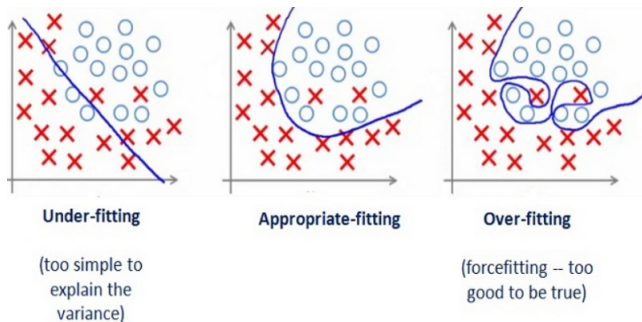 Under-fitting
Appropriate-fitting
Over-fitting
(too simple to
explain the
variance)
(forcefitting -- too
good to be true)